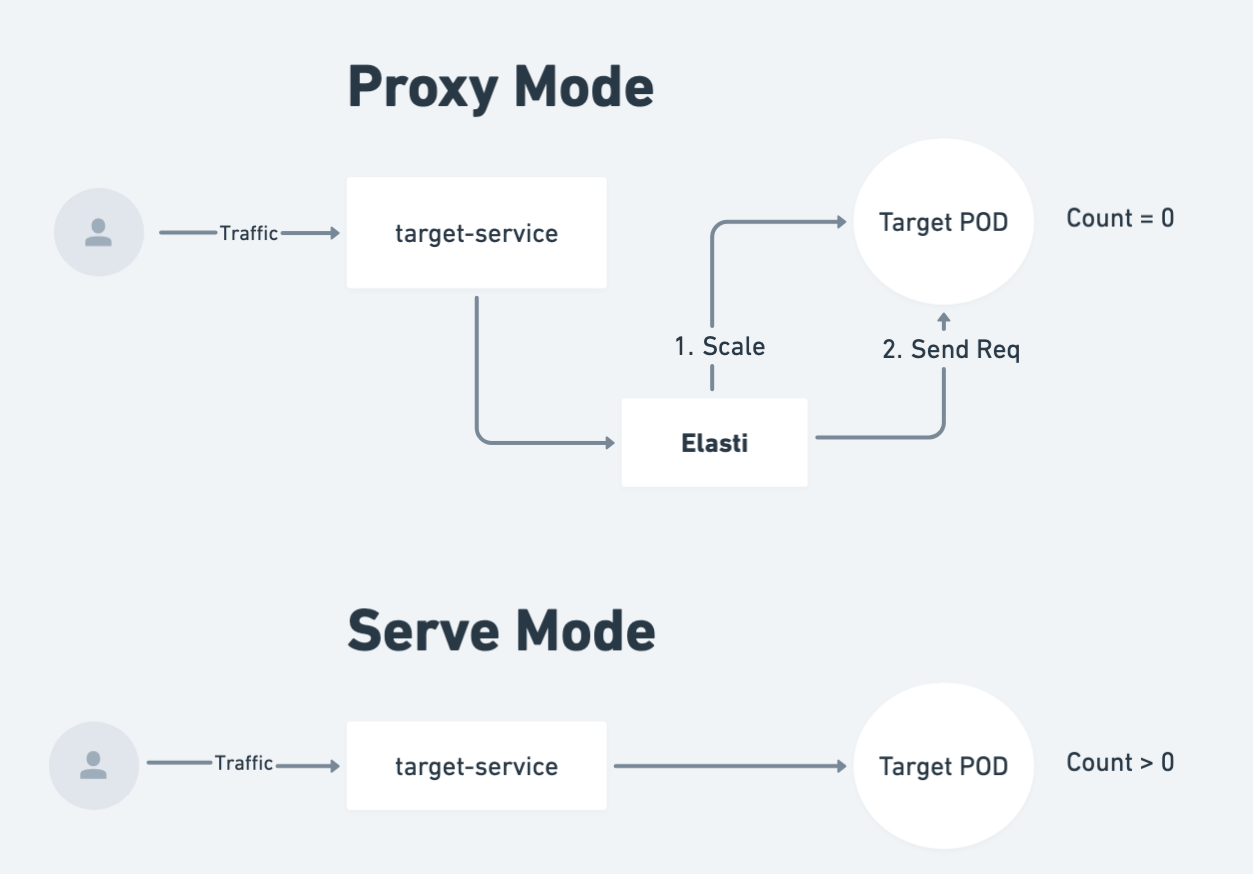 Proxy Mode
Traffic
target-service
Target POD
Count = 0
1. Scale
2. Send Req
Elasti
Serve Mode
Traffic
target-service
Target POD
Count > 0